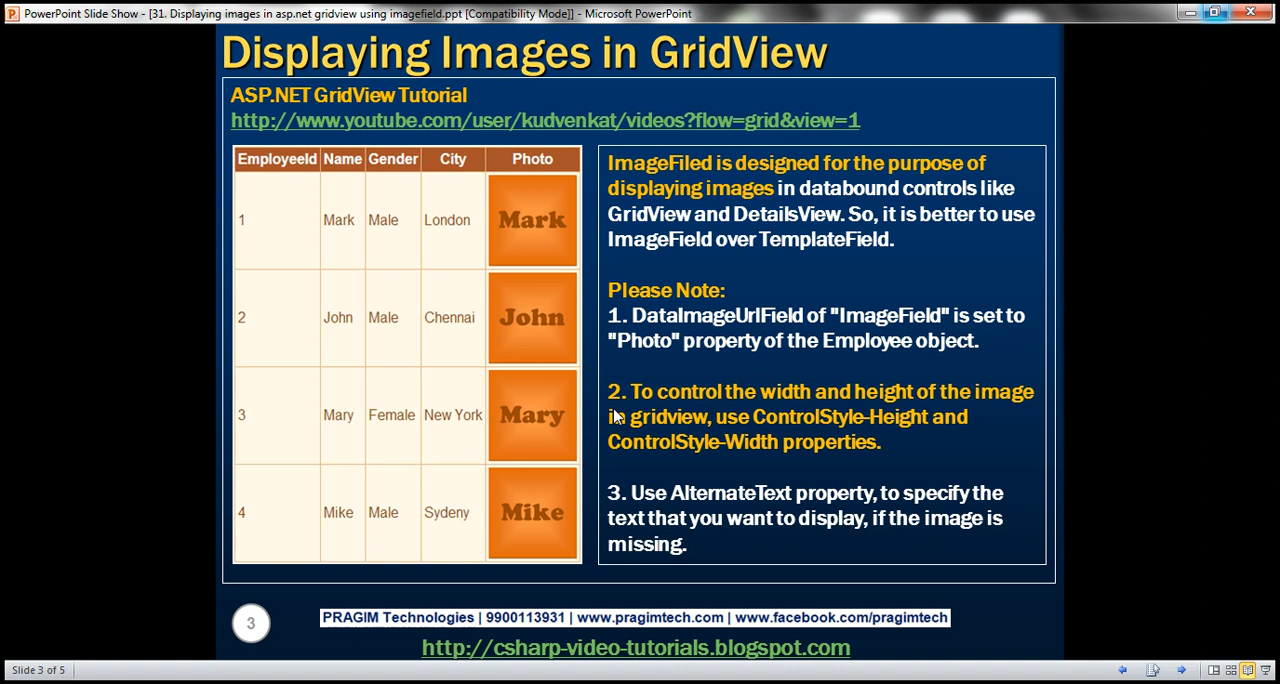 PowerPoint Slide Show - [31. Displaying images in asp.net gridview using imagefield.ppt [Compatibility Mode]] - Microsoft PowerPoint
Displaying Images in GridView
ASP.NET GridView Tutorial
http://www.youtube.com/user/kudvenkat/videos?flow=grid&view=1
EmployeeId Name Gender City Photo
1 Mark Male London Mark
2 John Male Chennai John
3 Mary Female New York Mary
4 Mike Male Sydeny Mike
ImageFiled is designed for the purpose of
displaying images in databound controls like
GridView and DetailsView. So, it is better to use
ImageField over TemplateField.
Please Note:
1. DataImageUrlField of "ImageField" is set to
"Photo" property of the Employee object.
2. To control the width and height of the image
in gridview, use ControlStyle-Height and
ControlStyle-Width properties.
3. Use AlternateText property, to specify the
text that you want to display, if the image is
missing.
3
PRAGIM Technologies | 9900113931 | www.pragimtech.com | www.facebook.com/pragimtech
http://csharp-video-tutorials.blogspot.com
Slide 3 of 5